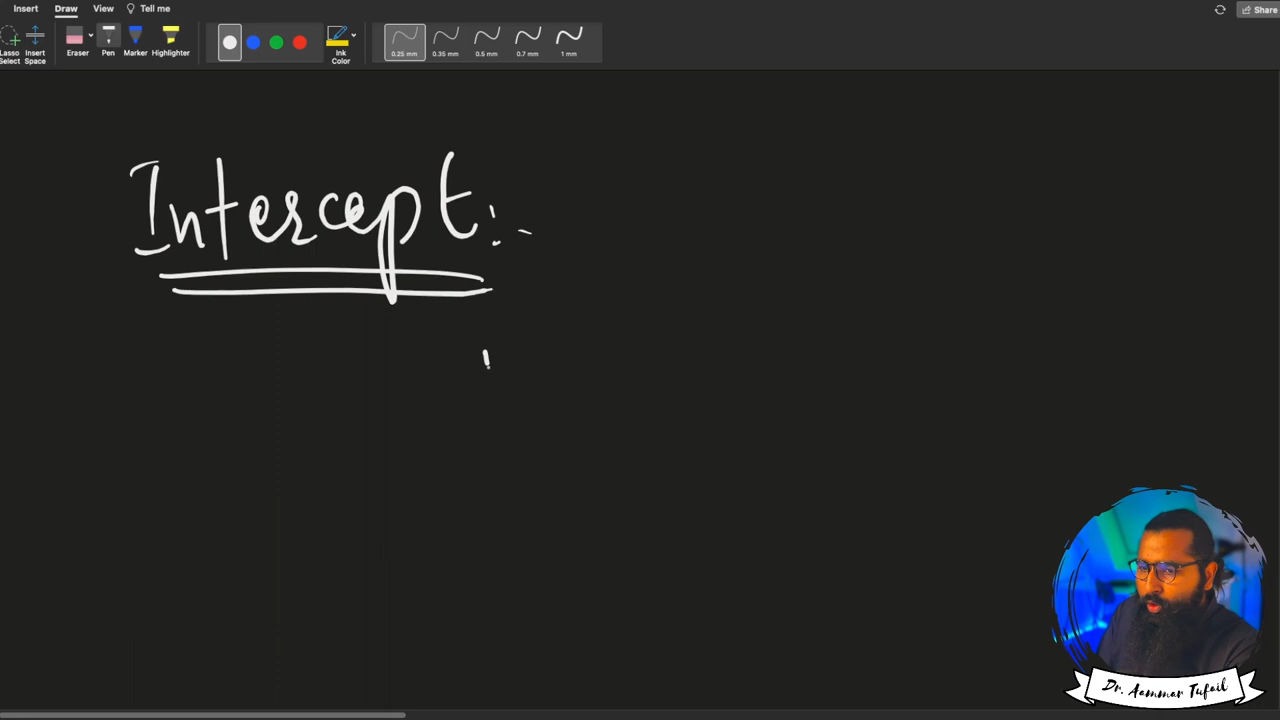 Insert Draw View Tell me
Share
Lasso Select
Insert Space
Eraser
Pen
Marker
Highlighter
Ink Color
0.25 mm
0.35 mm
0.5 mm
0.7 mm
1 mm
Intercept:-
Dr. Aammar Tufail